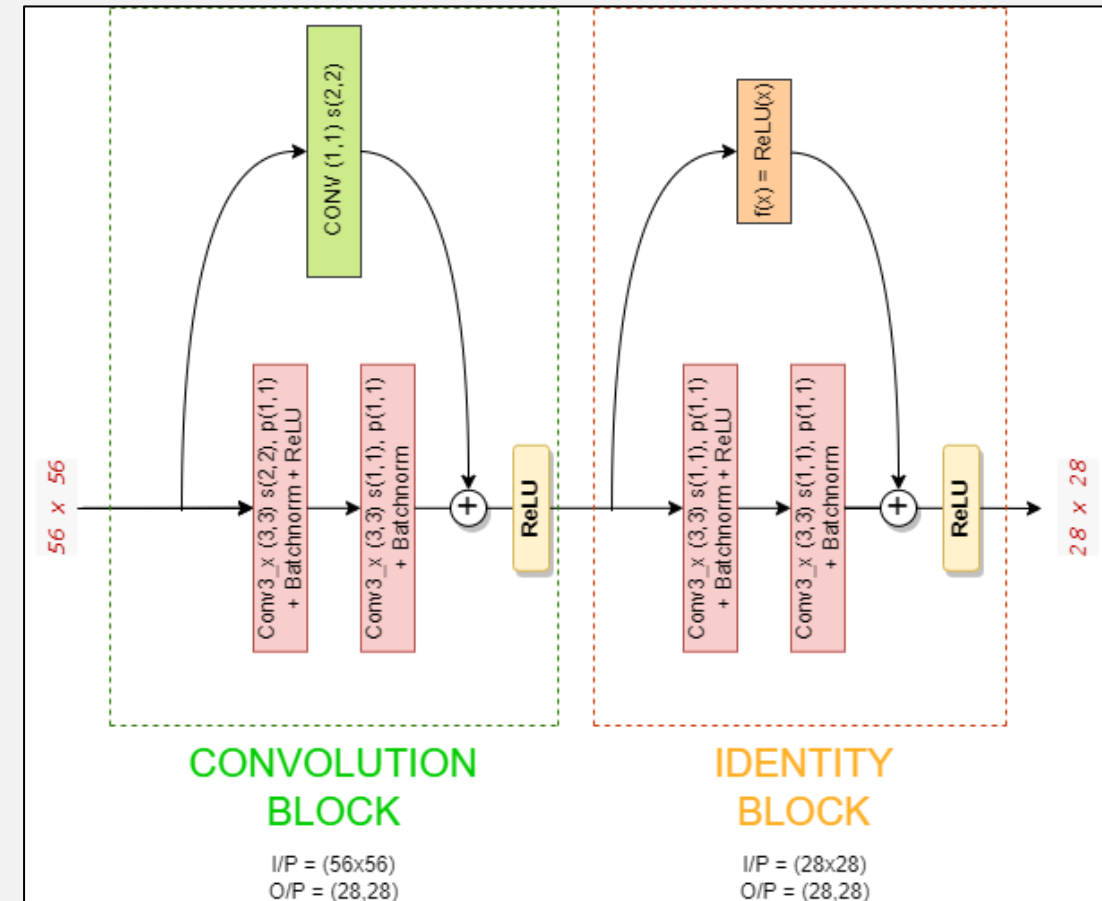 56 x 56
CONV (1,1) s(2,2)
Conv3_x (3,3) s(2,2), p(1,1)
+ Batchnorm + ReLU
Conv3_x (3,3) s(1,1), p(1,1)
+ Batchnorm
+
ReLU
f(x) = ReLU(x)
Conv3_x (3,3) s(1,1), p(1,1)
+ Batchnorm + ReLU
Conv3_x (3,3) s(1,1), p(1,1)
+ Batchnorm
+
ReLU
28 x 28
CONVOLUTION
BLOCK
I/P = (56x56)
O/P = (28,28)
IDENTITY
BLOCK
I/P = (28x28)
O/P = (28,28)